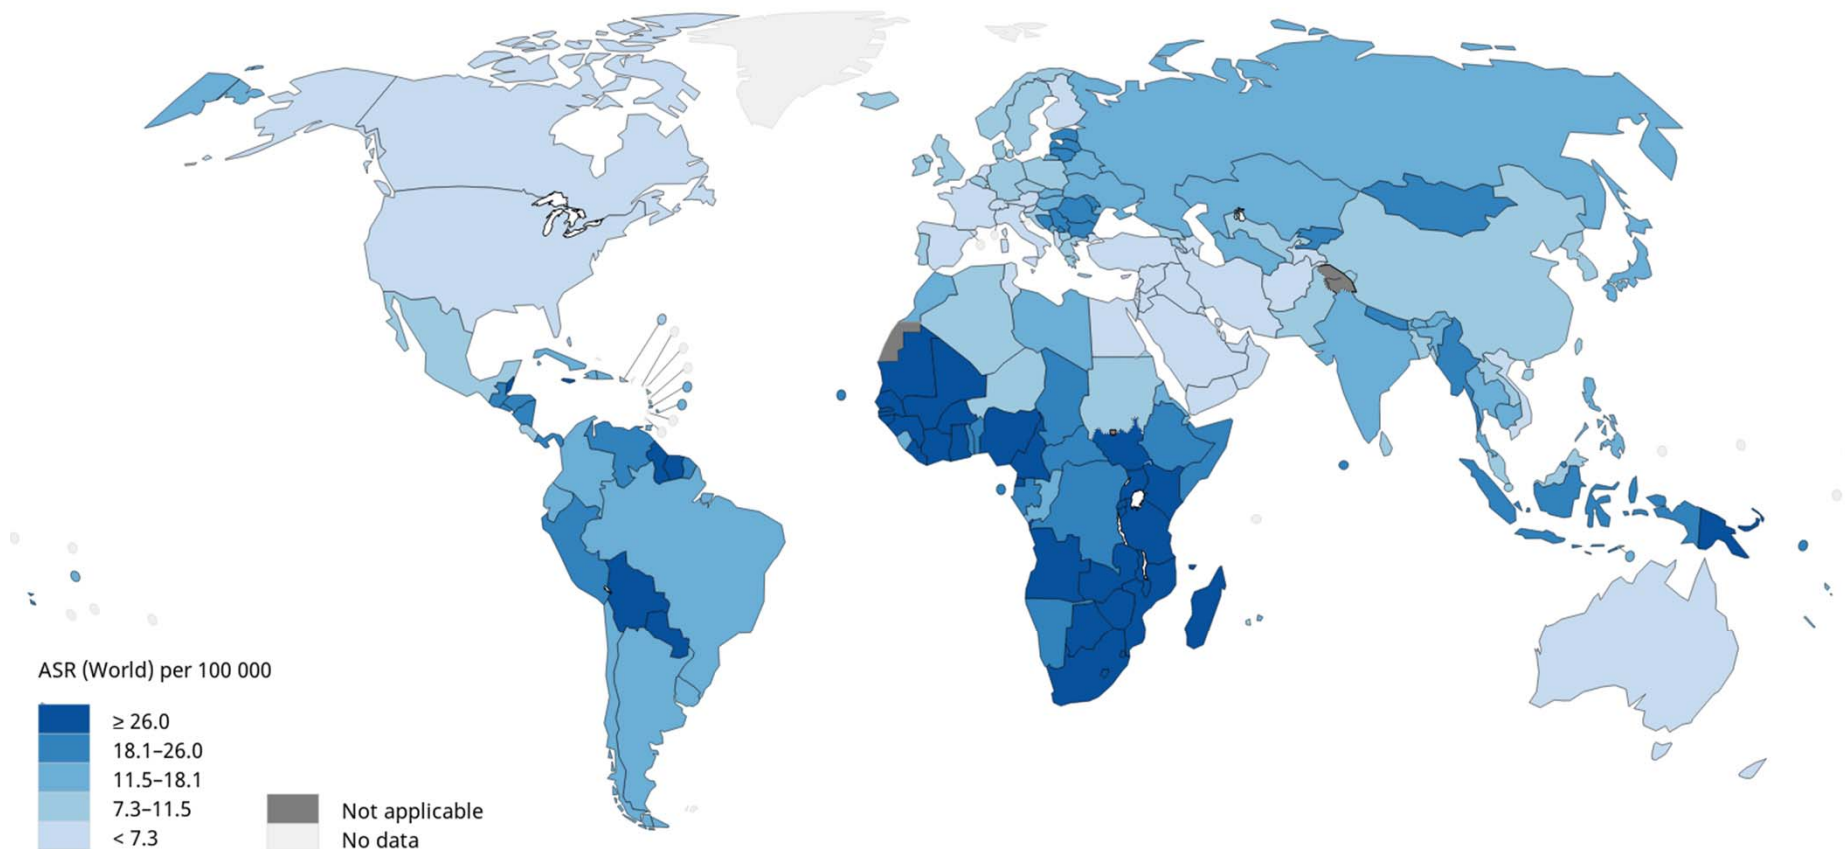 ASR (World) per 100 000
≥ 26.0
18.1–26.0
11.5–18.1
7.3–11.5
< 7.3
Not applicable
No data